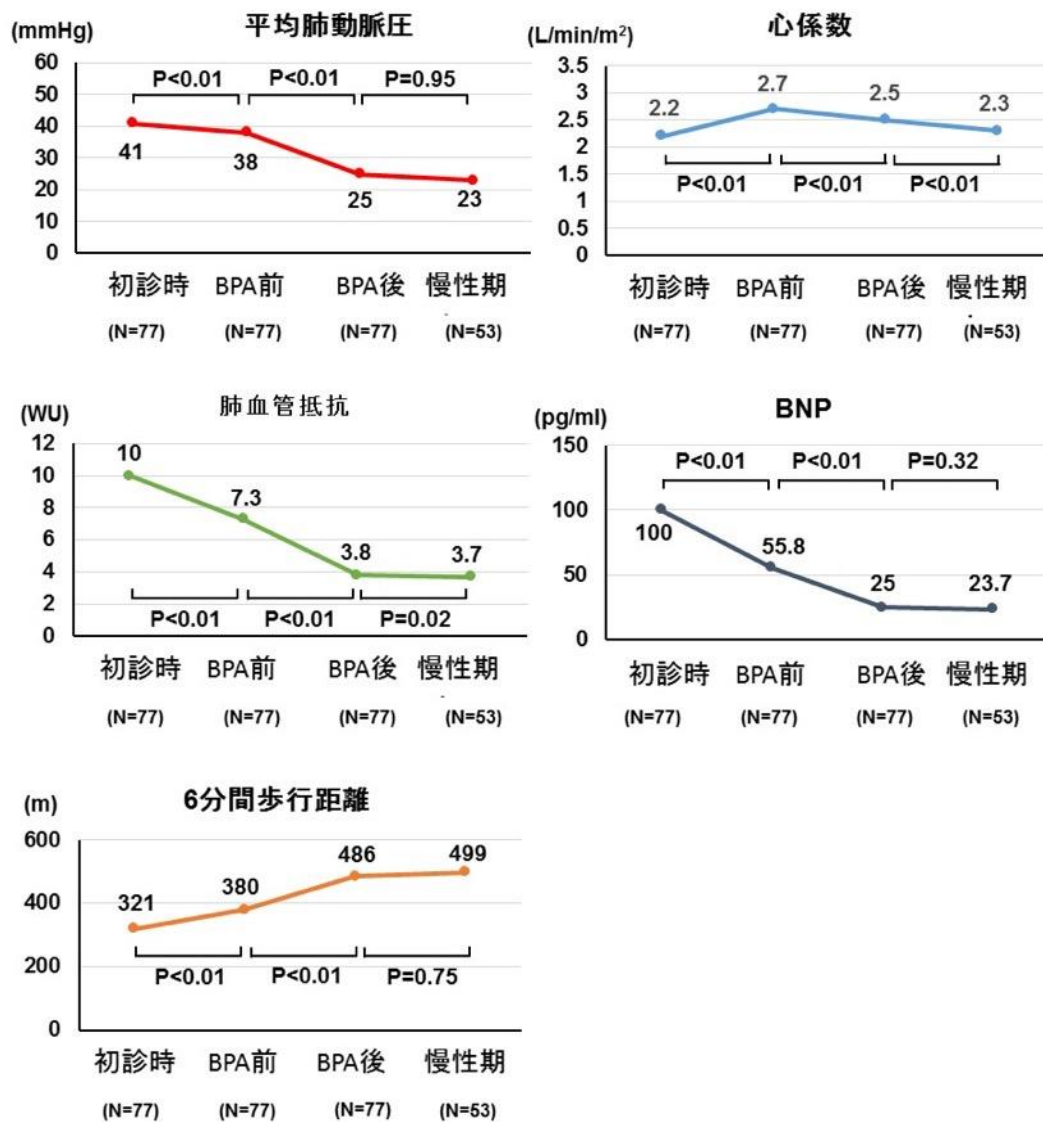 平均肺動脈圧
(mmHg)
60
50
40
30
20
10
0
P<0.01 P<0.01 P=0.95
41 38 25 23
初診時 BPA前 BPA後 慢性期
(N=77) (N=77) (N=77) (N=53)
心係数
(L/min/m²)
3.5
3
2.5
2
1.5
1
0.5
0
2.2 2.7 2.5 2.3
P<0.01 P<0.01 P<0.01
初診時 BPA前 BPA後 慢性期
(N=77) (N=77) (N=77) (N=53)
肺血管抵抗
(WU)
12
10
8
6
4
2
0
10 7.3 3.8 3.7
P<0.01 P<0.01 P=0.02
初診時 BPA前 BPA後 慢性期
(N=77) (N=77) (N=77) (N=53)
BNP
(pg/ml)
150
100
50
0
P<0.01 P<0.01 P=0.32
100 55.8 25 23.7
初診時 BPA前 BPA後 慢性期
(N=77) (N=77) (N=77) (N=53)
6分間歩行距離
(m)
600
400
200
0
321 380 486 499
P<0.01 P<0.01 P=0.75
初診時 BPA前 BPA後 慢性期
(N=77) (N=77) (N=77) (N=53)